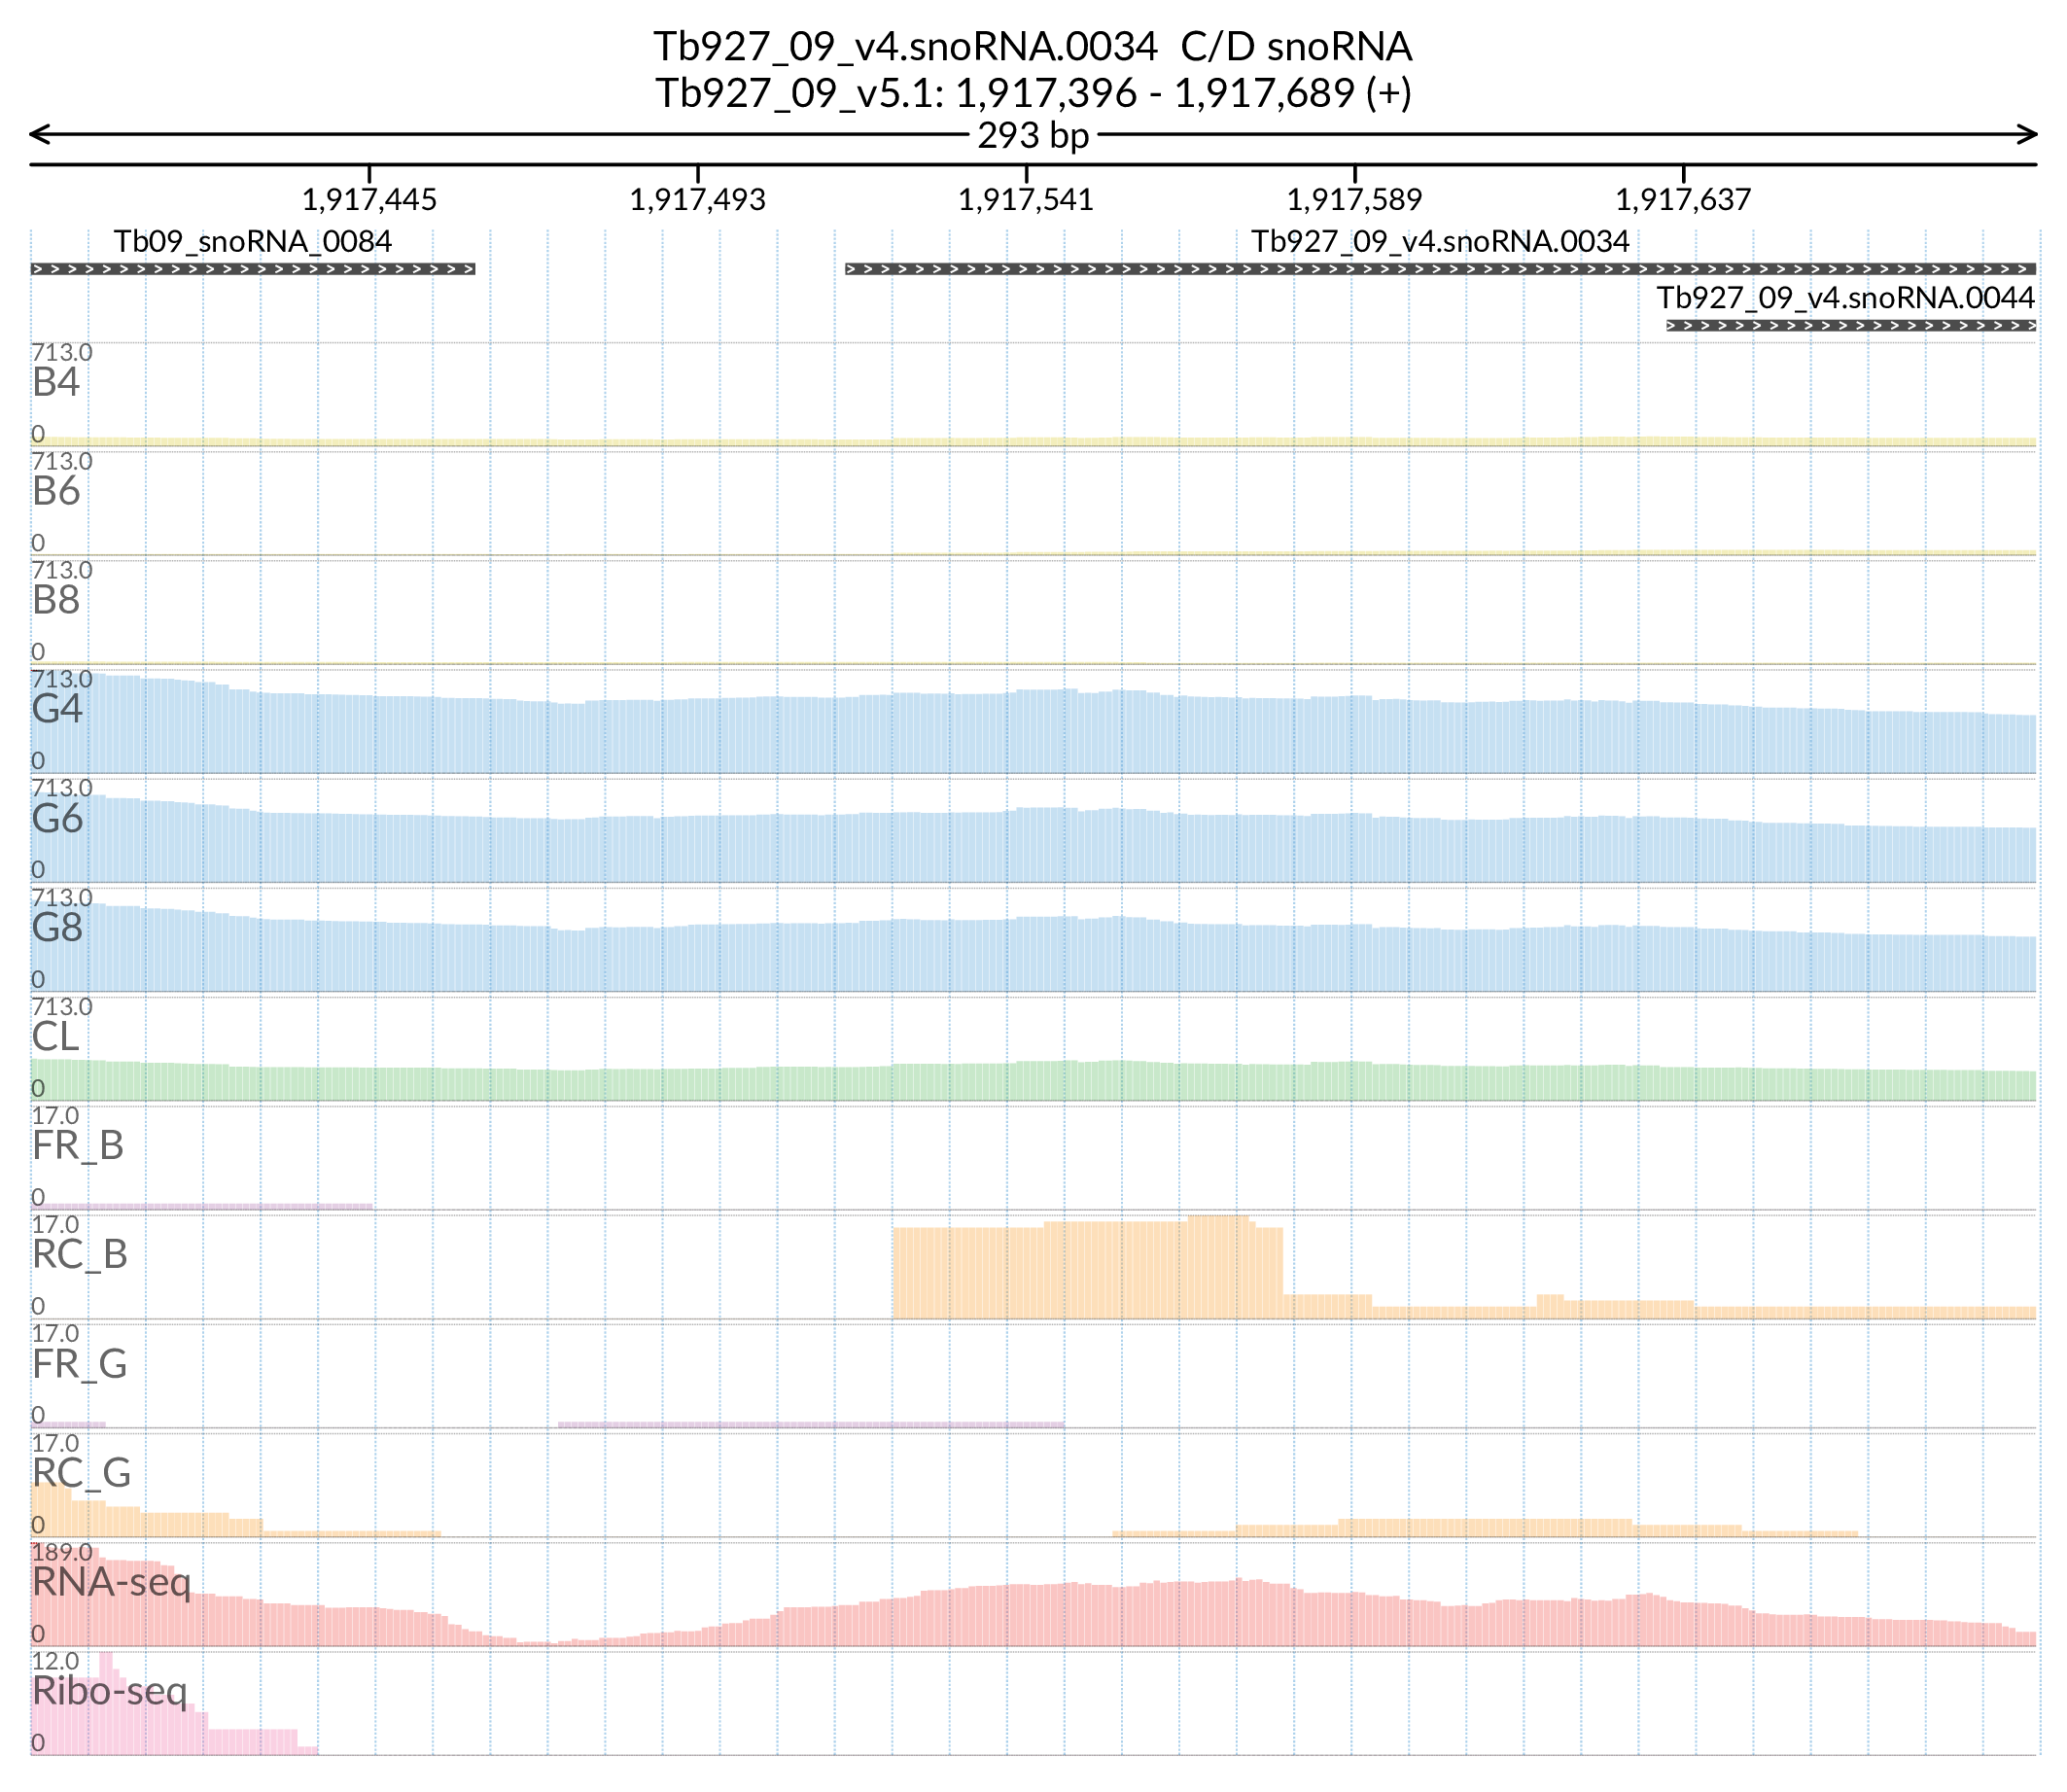 Tb927_09_v4.snoRNA.0034  C/D snoRNA
Tb927_09_v5.1: 1,917,396 - 1,917,689 (+)
293 bp
1,917,445 1,917,493 1,917,541 1,917,589 1,917,637
Tb09_snoRNA_0084 Tb927_09_v4.snoRNA.0034
Tb927_09_v4.snoRNA.0044
713.0
B4
0
713.0
B6
0
713.0
B8
0
713.0
G4
0
713.0
G6
0
713.0
G8
0
713.0
CL
0
17.0
FR_B
0
17.0
RC_B
0
17.0
FR_G
0
17.0
RC_G
0
189.0
RNA-seq
0
12.0
Ribo-seq
0